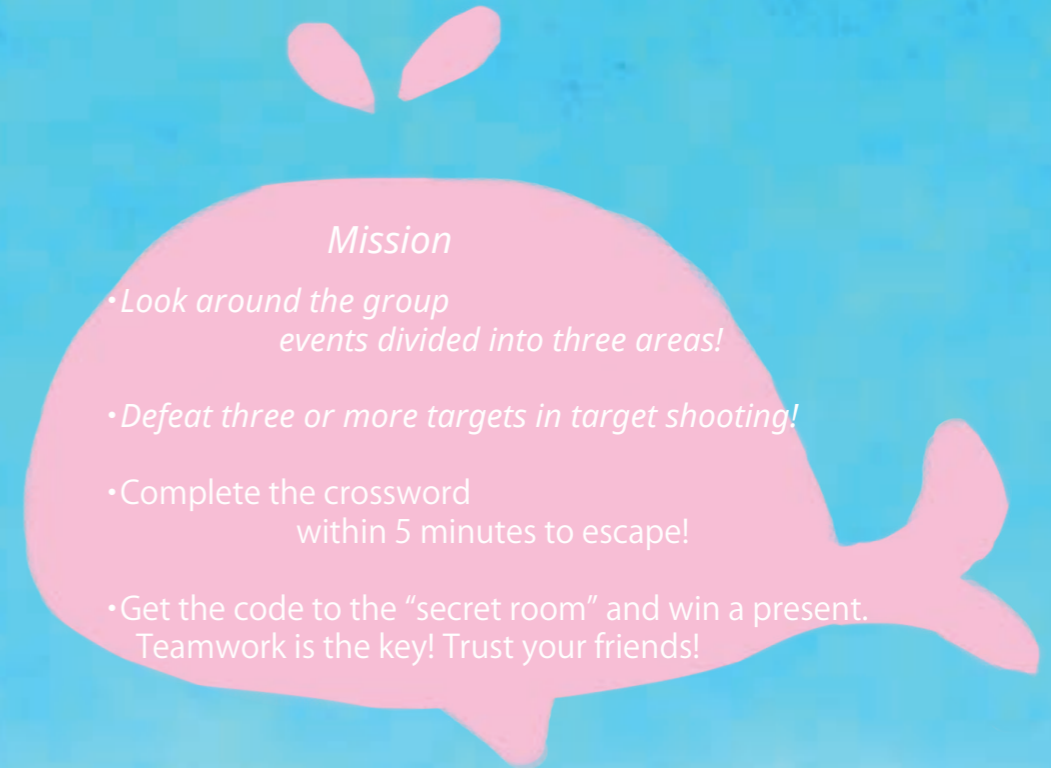 Mission
・Look around the group
events divided into three areas!
・Defeat three or more targets in target shooting!
・Complete the crossword
within 5 minutes to escape!
・Get the code to the “secret room” and win a present.
Teamwork is the key! Trust your friends!